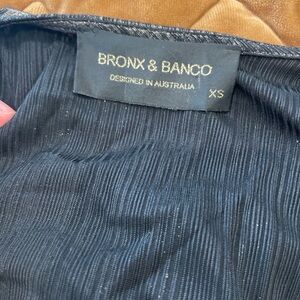 BRONX & BANCO
DESIGNED IN AUSTRALIA
XS